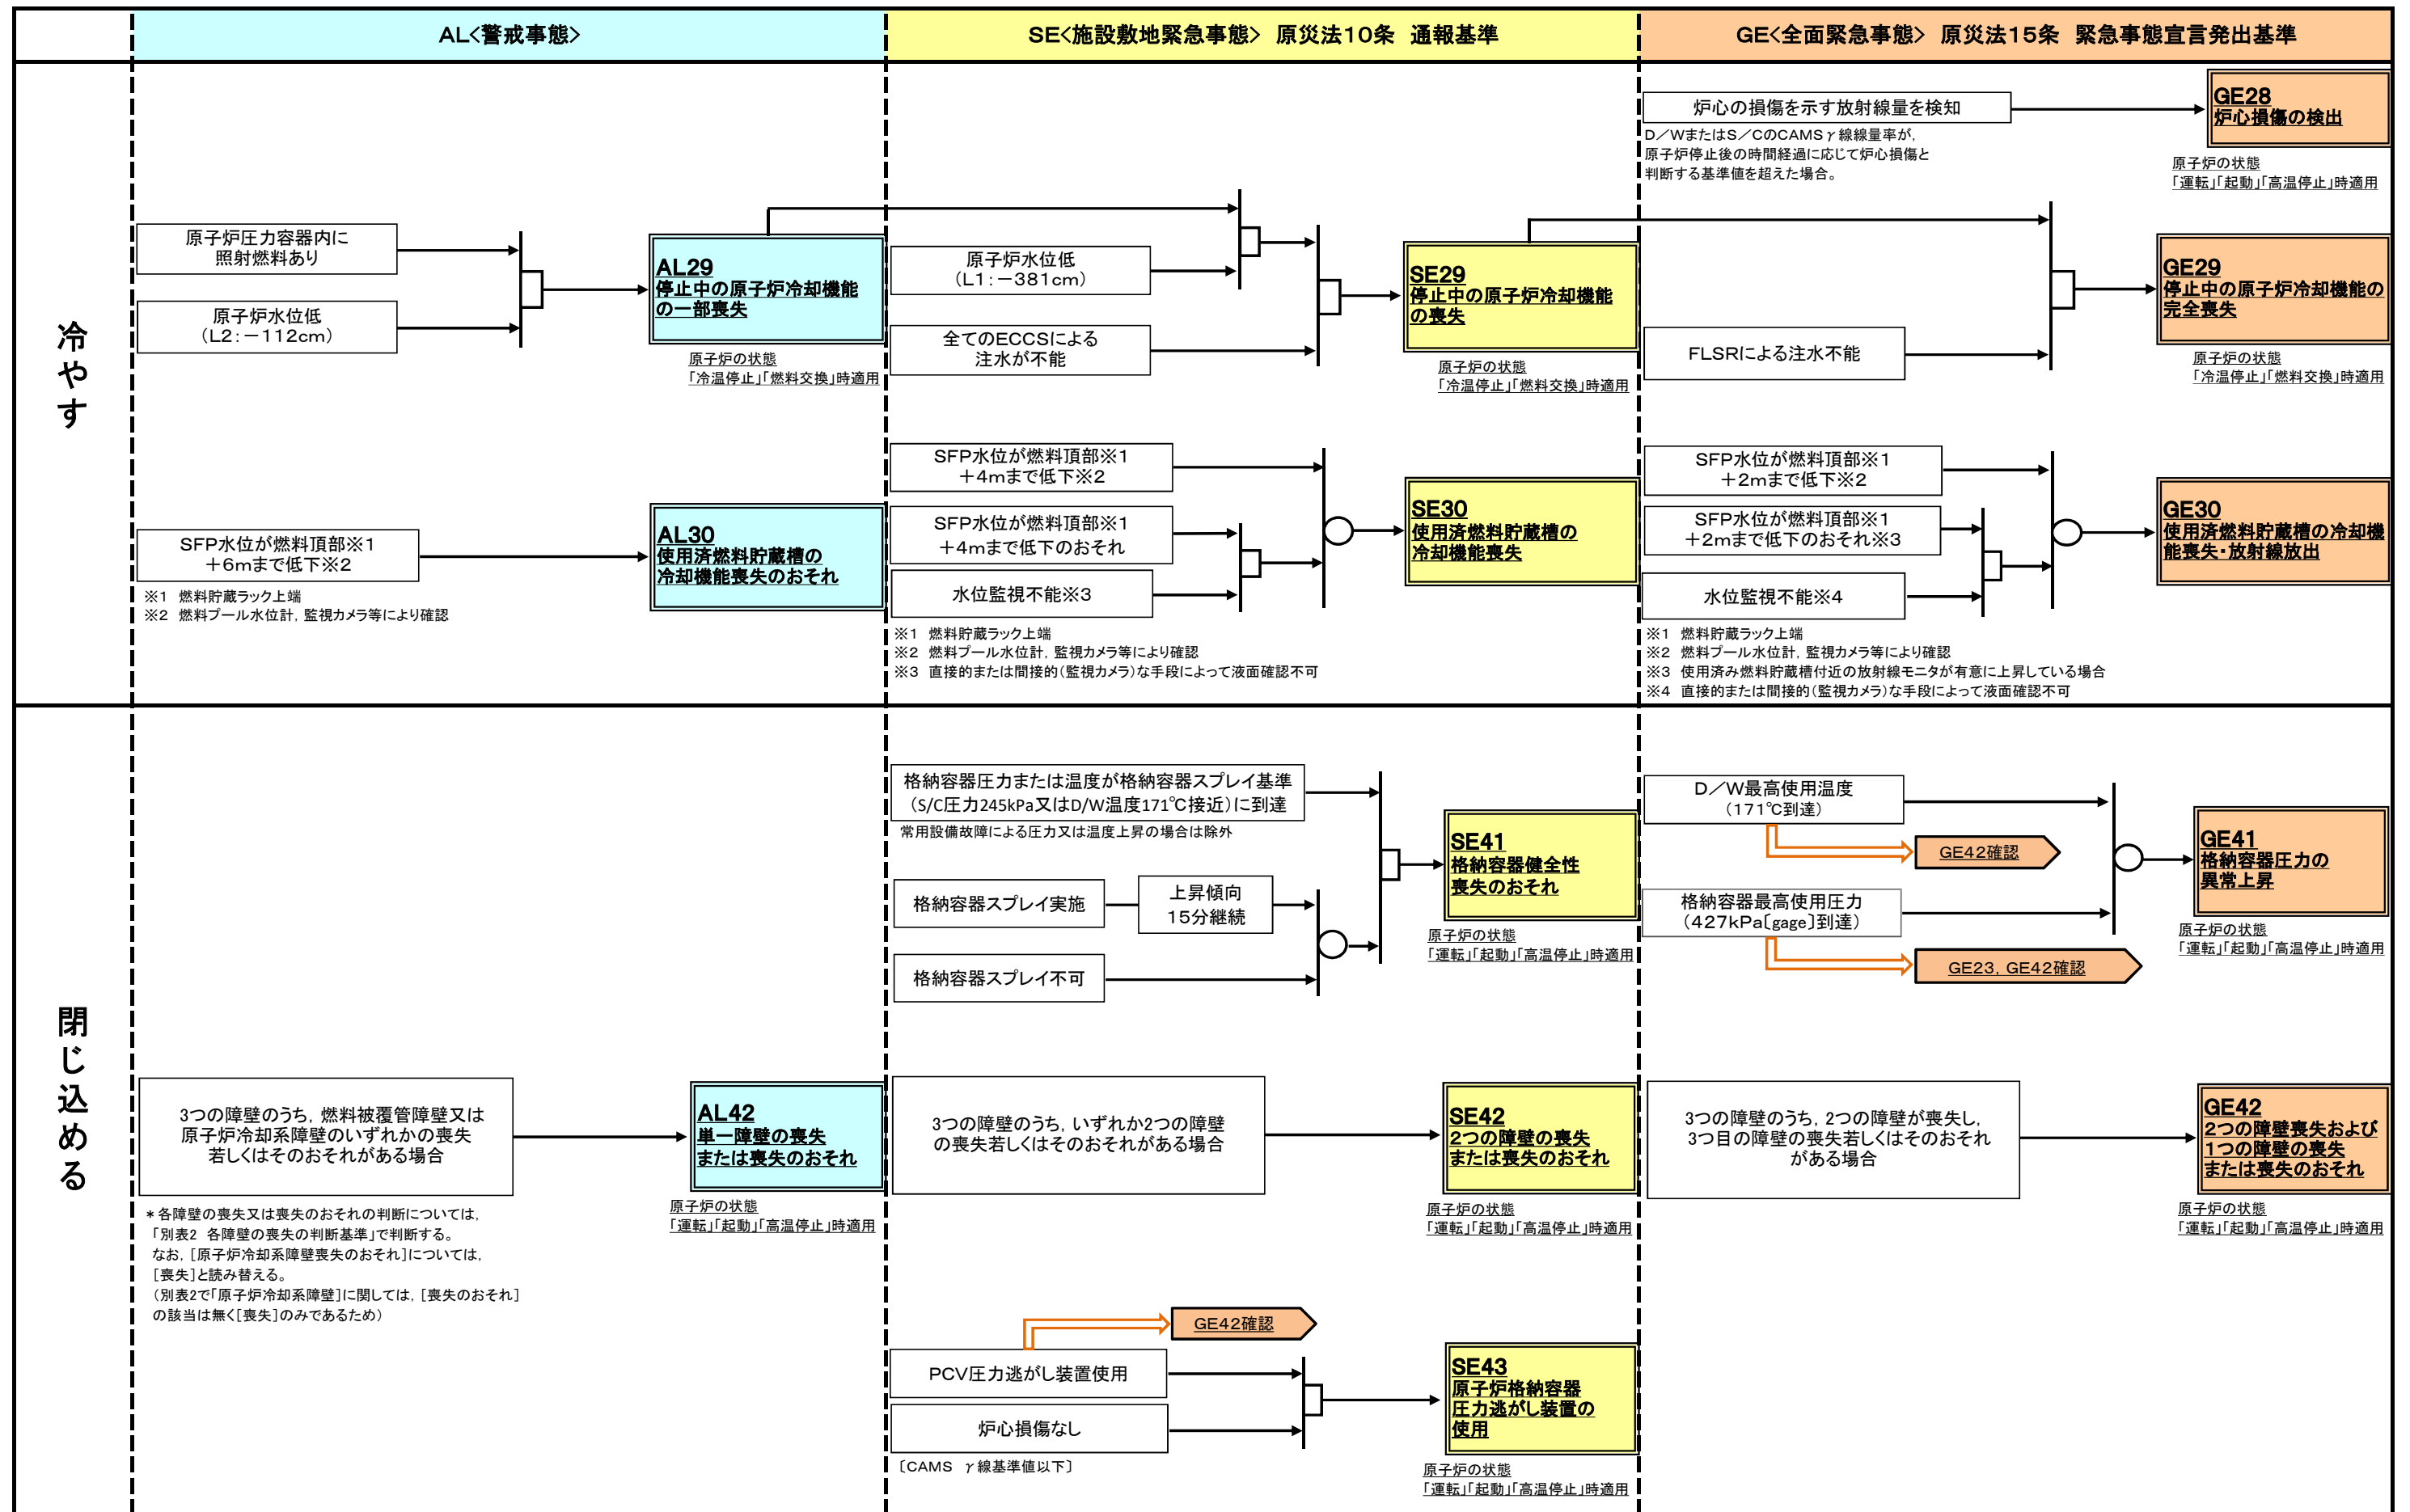 AL<警戒事態>
SE<施設敷地緊急事態> 原災法10条 通報基準
GE<全面緊急事態> 原災法15条 緊急事態宣言発出基準
冷やす
炉心の損傷を示す放射線量を検知
D／WまたはS／CのCAMSγ線線量率が，
原子炉停止後の時間経過に応じて炉心損傷と
判断する基準値を超えた場合。
GE28
炉心損傷の検出
原子炉の状態
「運転」「起動」「高温停止」時適用
原子炉圧力容器内に
照射燃料あり
原子炉水位低
（L2：－112cm）
AL29
停止中の原子炉冷却機能
の一部喪失
原子炉の状態
「冷温停止」「燃料交換」時適用
原子炉水位低
（L1：－381cm）
全てのECCSによる
注水が不能
SE29
停止中の原子炉冷却機能
の喪失
原子炉の状態
「冷温停止」「燃料交換」時適用
FLSRによる注水不能
GE29
停止中の原子炉冷却機能の
完全喪失
原子炉の状態
「冷温停止」「燃料交換」時適用
SFP水位が燃料頂部※1
＋6mまで低下※2
※1 燃料貯蔵ラック上端
※2 燃料プール水位計，監視カメラ等により確認
AL30
使用済燃料貯蔵槽の
冷却機能喪失のおそれ
SFP水位が燃料頂部※1
＋4mまで低下※2
SFP水位が燃料頂部※1
＋4mまで低下のおそれ
水位監視不能※3
※1 燃料貯蔵ラック上端
※2 燃料プール水位計，監視カメラ等により確認
※3 直接的または間接的（監視カメラ）な手段によって液面確認不可
SE30
使用済燃料貯蔵槽の
冷却機能喪失
SFP水位が燃料頂部※1
＋2mまで低下※2
SFP水位が燃料頂部※1
＋2mまで低下のおそれ※3
水位監視不能※4
※1 燃料貯蔵ラック上端
※2 燃料プール水位計，監視カメラ等により確認
※3 使用済み燃料貯蔵槽付近の放射線モニタが有意に上昇している場合
※4 直接的または間接的（監視カメラ）な手段によって液面確認不可
GE30
使用済燃料貯蔵槽の冷却機
能喪失・放射線放出
閉じ込める
格納容器圧力または温度が格納容器スプレイ基準
（S/C圧力245kPa又はD/W温度171℃接近）に到達
常用設備故障による圧力又は温度上昇の場合は除外
格納容器スプレイ実施
上昇傾向
15分継続
格納容器スプレイ不可
SE41
格納容器健全性
喪失のおそれ
原子炉の状態
「運転」「起動」「高温停止」時適用
D／W最高使用温度
（171℃到達）
GE42確認
格納容器最高使用圧力
（427kPa〔gage〕到達）
GE23，GE42確認
GE41
格納容器圧力の
異常上昇
原子炉の状態
「運転」「起動」「高温停止」時適用
3つの障壁のうち，燃料被覆管障壁又は
原子炉冷却系障壁のいずれかの喪失
若しくはそのおそれがある場合
＊各障壁の喪失又は喪失のおそれの判断については，
「別表2 各障壁の喪失の判断基準」で判断する。
なお，［原子炉冷却系障壁喪失のおそれ］については，
［喪失］と読み替える。
（別表2で「原子炉冷却系障壁］に関しては，［喪失のおそれ］
の該当は無く［喪失］のみであるため）
AL42
単一障壁の喪失
または喪失のおそれ
原子炉の状態
「運転」「起動」「高温停止」時適用
3つの障壁のうち，いずれか2つの障壁
の喪失若しくはそのおそれがある場合
SE42
2つの障壁の喪失
または喪失のおそれ
原子炉の状態
「運転」「起動」「高温停止」時適用
3つの障壁のうち，2つの障壁が喪失し，
3つ目の障壁の喪失若しくはそのおそれ
がある場合
GE42
2つの障壁喪失および
1つの障壁の喪失
または喪失のおそれ
原子炉の状態
「運転」「起動」「高温停止」時適用
GE42確認
PCV圧力逃がし装置使用
炉心損傷なし
〔CAMS γ線基準値以下〕
SE43
原子炉格納容器
圧力逃がし装置の
使用
原子炉の状態
「運転」「起動」「高温停止」時適用